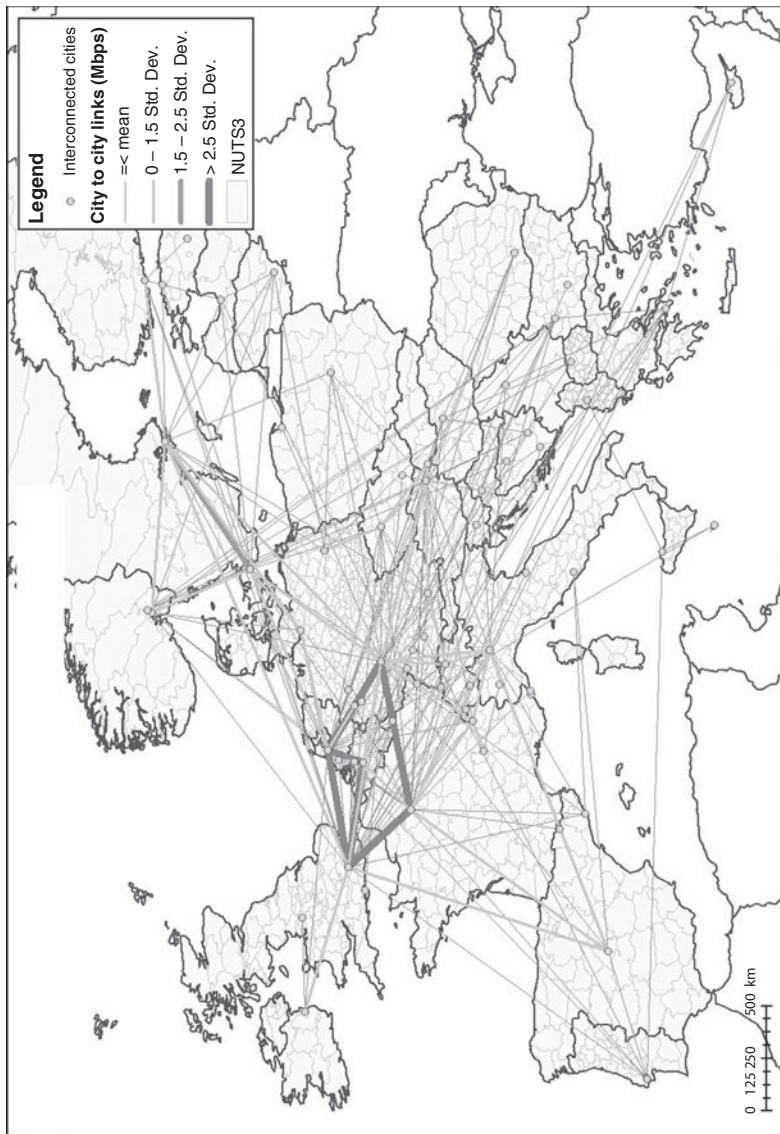 Legend
Interconnected cities
City to city links (Mbps)
=< mean
0 – 1.5 Std. Dev.
1.5 – 2.5 Std. Dev.
> 2.5 Std. Dev.
NUTS3
0 125 250 500 km